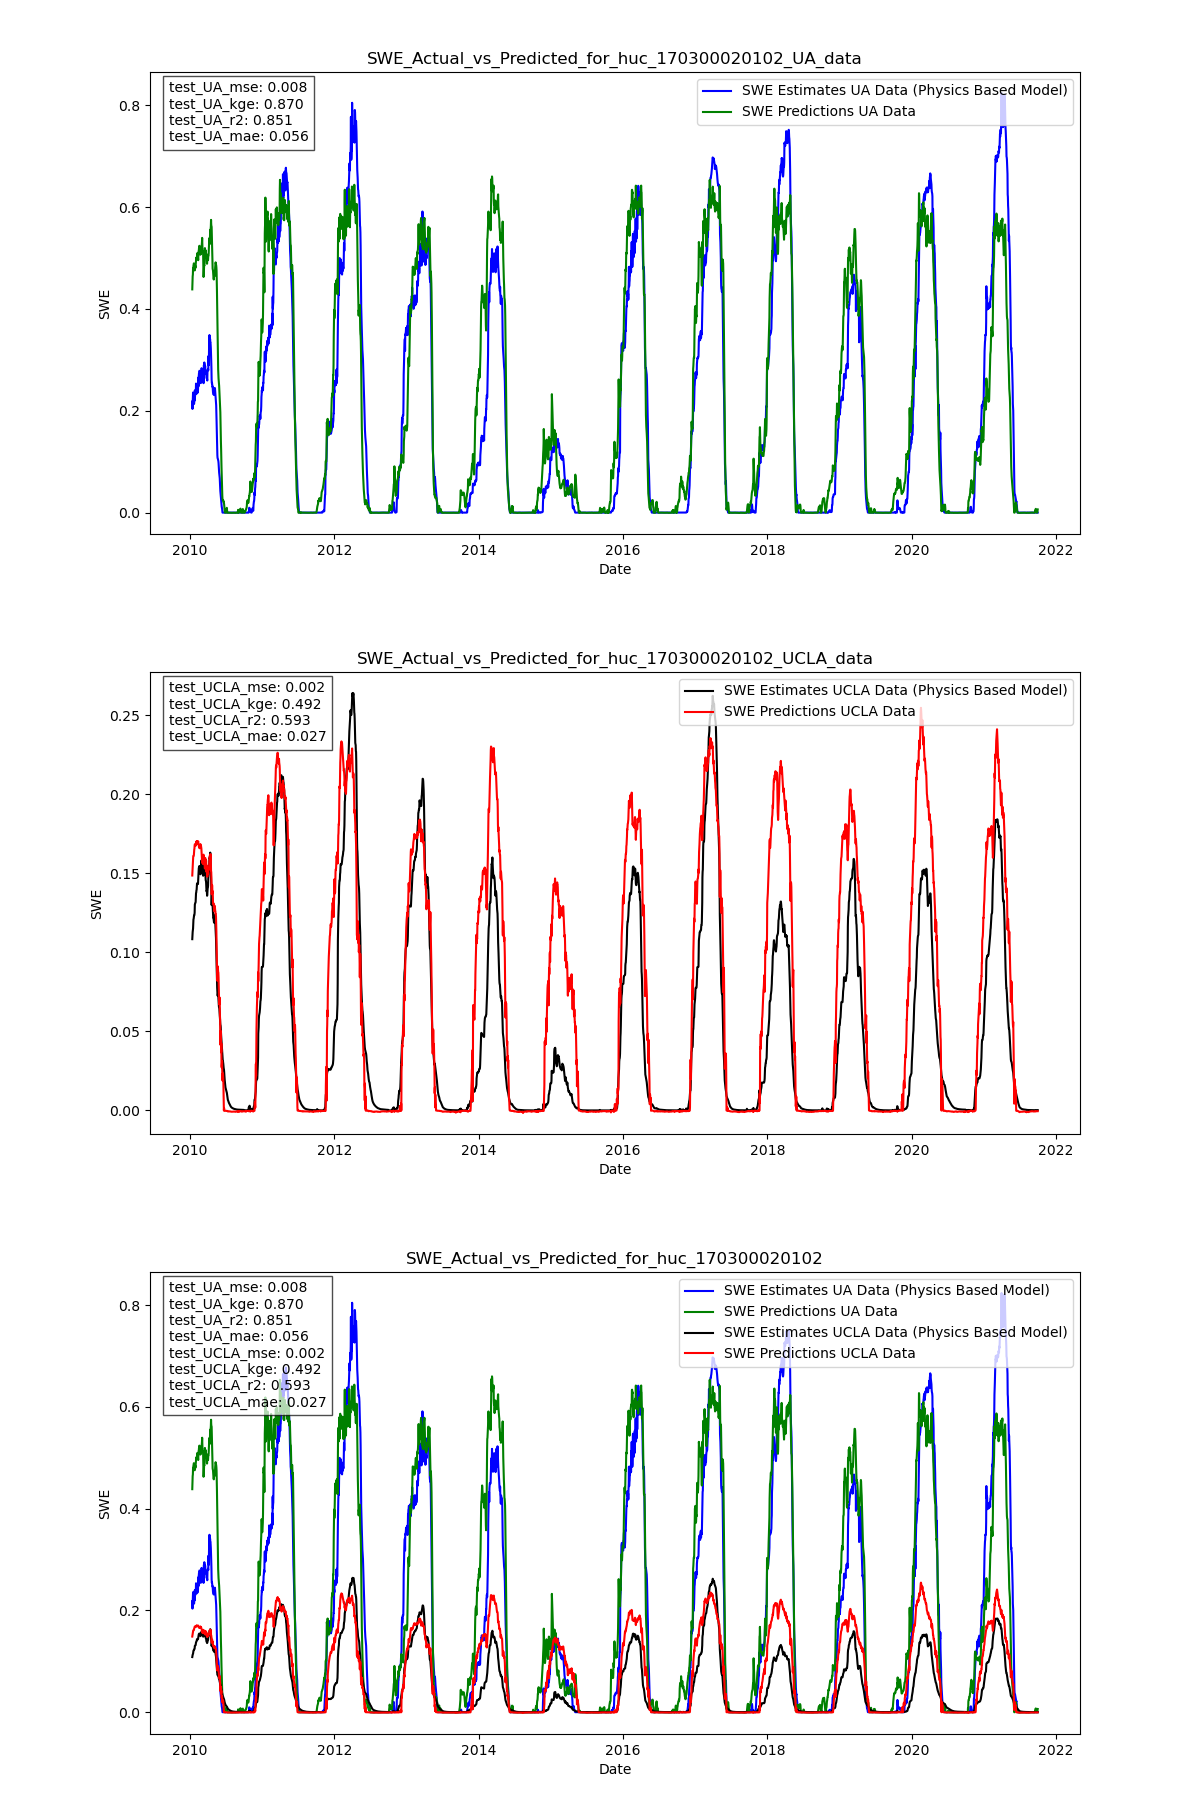 SWE_Actual_vs_Predicted_for_huc_170300020102_UA_data
test_UA_mse: 0.008
test_UA_kge: 0.870
test_UA_r2: 0.851
test_UA_mae: 0.056
SWE Estimates UA Data (Physics Based Model)
SWE Predictions UA Data
0.8
0.6
0.4
0.2
0.0
SWE
2010 2012 2014 2016 2018 2020 2022
Date
SWE_Actual_vs_Predicted_for_huc_170300020102_UCLA_data
test_UCLA_mse: 0.002
test_UCLA_kge: 0.492
test_UCLA_r2: 0.593
test_UCLA_mae: 0.027
SWE Estimates UCLA Data (Physics Based Model)
SWE Predictions UCLA Data
0.25
0.20
0.15
0.10
0.05
0.00
SWE
2010 2012 2014 2016 2018 2020 2022
Date
SWE_Actual_vs_Predicted_for_huc_170300020102
test_UA_mse: 0.008
test_UA_kge: 0.870
test_UA_r2: 0.851
test_UA_mae: 0.056
test_UCLA_mse: 0.002
test_UCLA_kge: 0.492
test_UCLA_r2: 0.593
test_UCLA_mae: 0.027
SWE Estimates UA Data (Physics Based Model)
SWE Predictions UA Data
SWE Estimates UCLA Data (Physics Based Model)
SWE Predictions UCLA Data
0.8
0.6
0.4
0.2
0.0
SWE
2010 2012 2014 2016 2018 2020 2022
Date